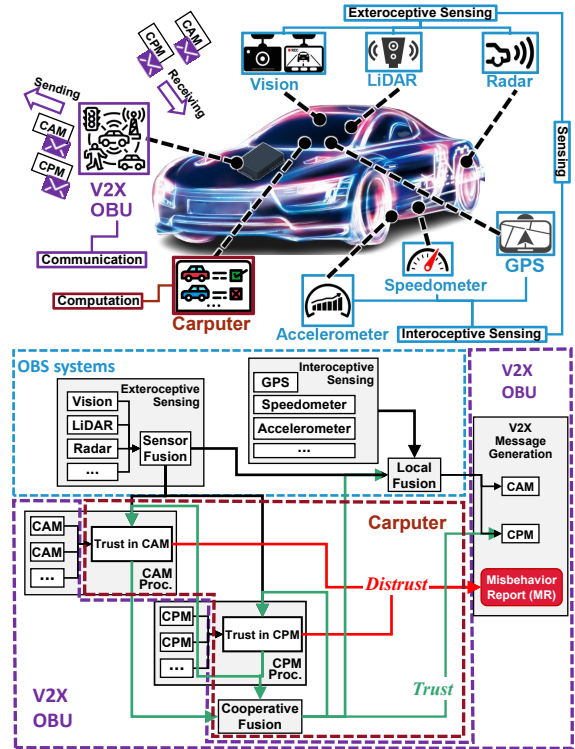 Exteroceptive Sensing
CPM
CAM
Sending
Receiving
CAM
CPM
V2X
OBU
Communication
Computation
REC
Vision
LiDAR
Radar
Sensing
GPS
Speedometer
Accelerometer
Carputer
Interoceptive Sensing
OBS systems
Exteroceptive
Sensing
Vision
LiDAR
Radar
...
Sensor
Fusion
Interoceptive
Sensing
GPS
Speedometer
Accelerometer
...
Local
Fusion
V2X
OBU
V2X
Message
Generation
CAM
CPM
Misbehavior
Report (MR)
Carputer
CAM
CAM
...
Trust in CAM
CAM
Proc.
Distrust
CPM
CPM
...
Trust in CPM
CPM
Proc.
Trust
Cooperative
Fusion
V2X
OBU